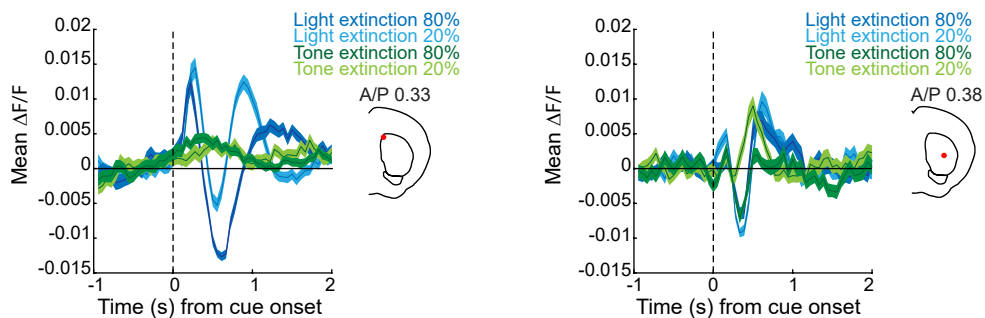 Light extinction 80%
Light extinction 20%
Tone extinction 80%
Tone extinction 20%
A/P 0.33
Mean ΔF/F
0.02
0.015
0.01
0.005
0
-0.005
-0.01
-0.015
-1
0
1
2
Time (s) from cue onset
Light extinction 80%
Light extinction 20%
Tone extinction 80%
Tone extinction 20%
A/P 0.38
Mean ΔF/F
0.02
0.015
0.01
0.005
0
-0.005
-0.01
-0.015
-1
0
1
2
Time (s) from cue onset